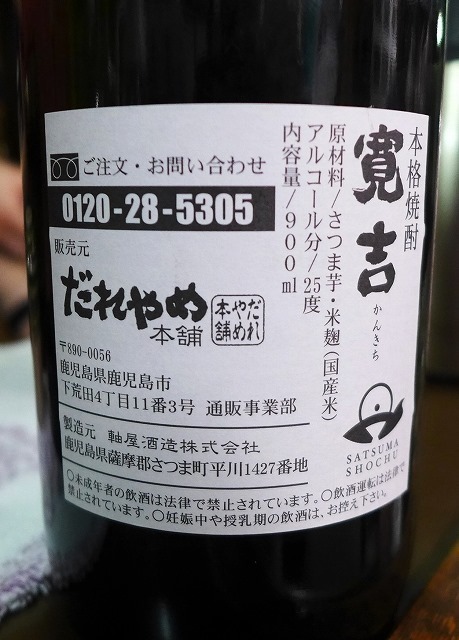 本格焼酎
寛吉
かんきち
原材料/さつま芋・米麹(国産米)
アルコール分/25度
内容量/900ml
SATSUMA
SHOCHU
ご注文・お問い合わせ
0120-28-5305
販売元
だれやめ
本舗
だれ
やめ
本舗
〒890-0056
鹿児島県鹿児島市
下荒田4丁目11番3号 通販事業部
製造元 軸屋酒造株式会社
鹿児島県薩摩郡さつま町平川1427番地
○未成年者の飲酒は法律で禁止されています。○飲酒運転は法律で
禁止されています。○妊娠中や授乳期の飲酒は、お控え下さい。